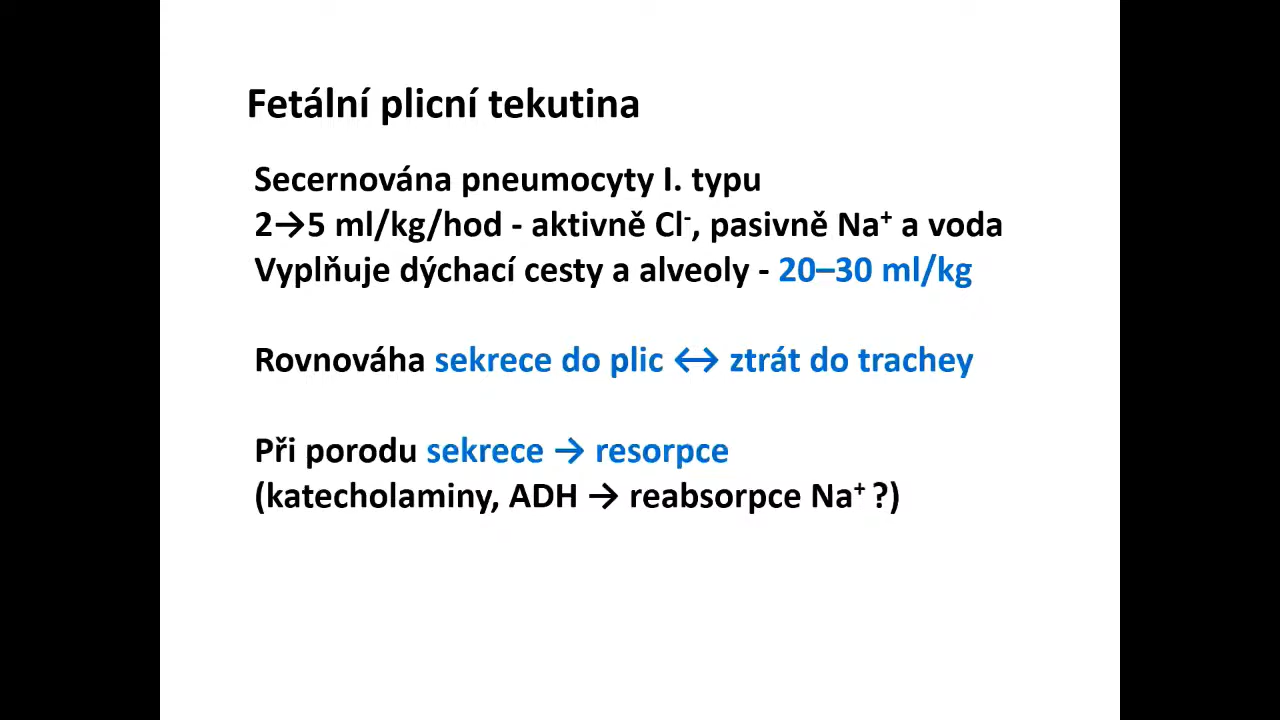 Fetální plicní tekutina
Secernována pneumocyty I. typu
2→5 ml/kg/hod - aktivně Cl⁻, pasivně Na⁺ a voda
Vyplňuje dýchací cesty a alveoly - 20–30 ml/kg
Rovnováha sekrece do plic ↔ ztrát do trachey
Při porodu sekrece → resorpce
(katecholaminy, ADH → reabsorpce Na⁺ ?)